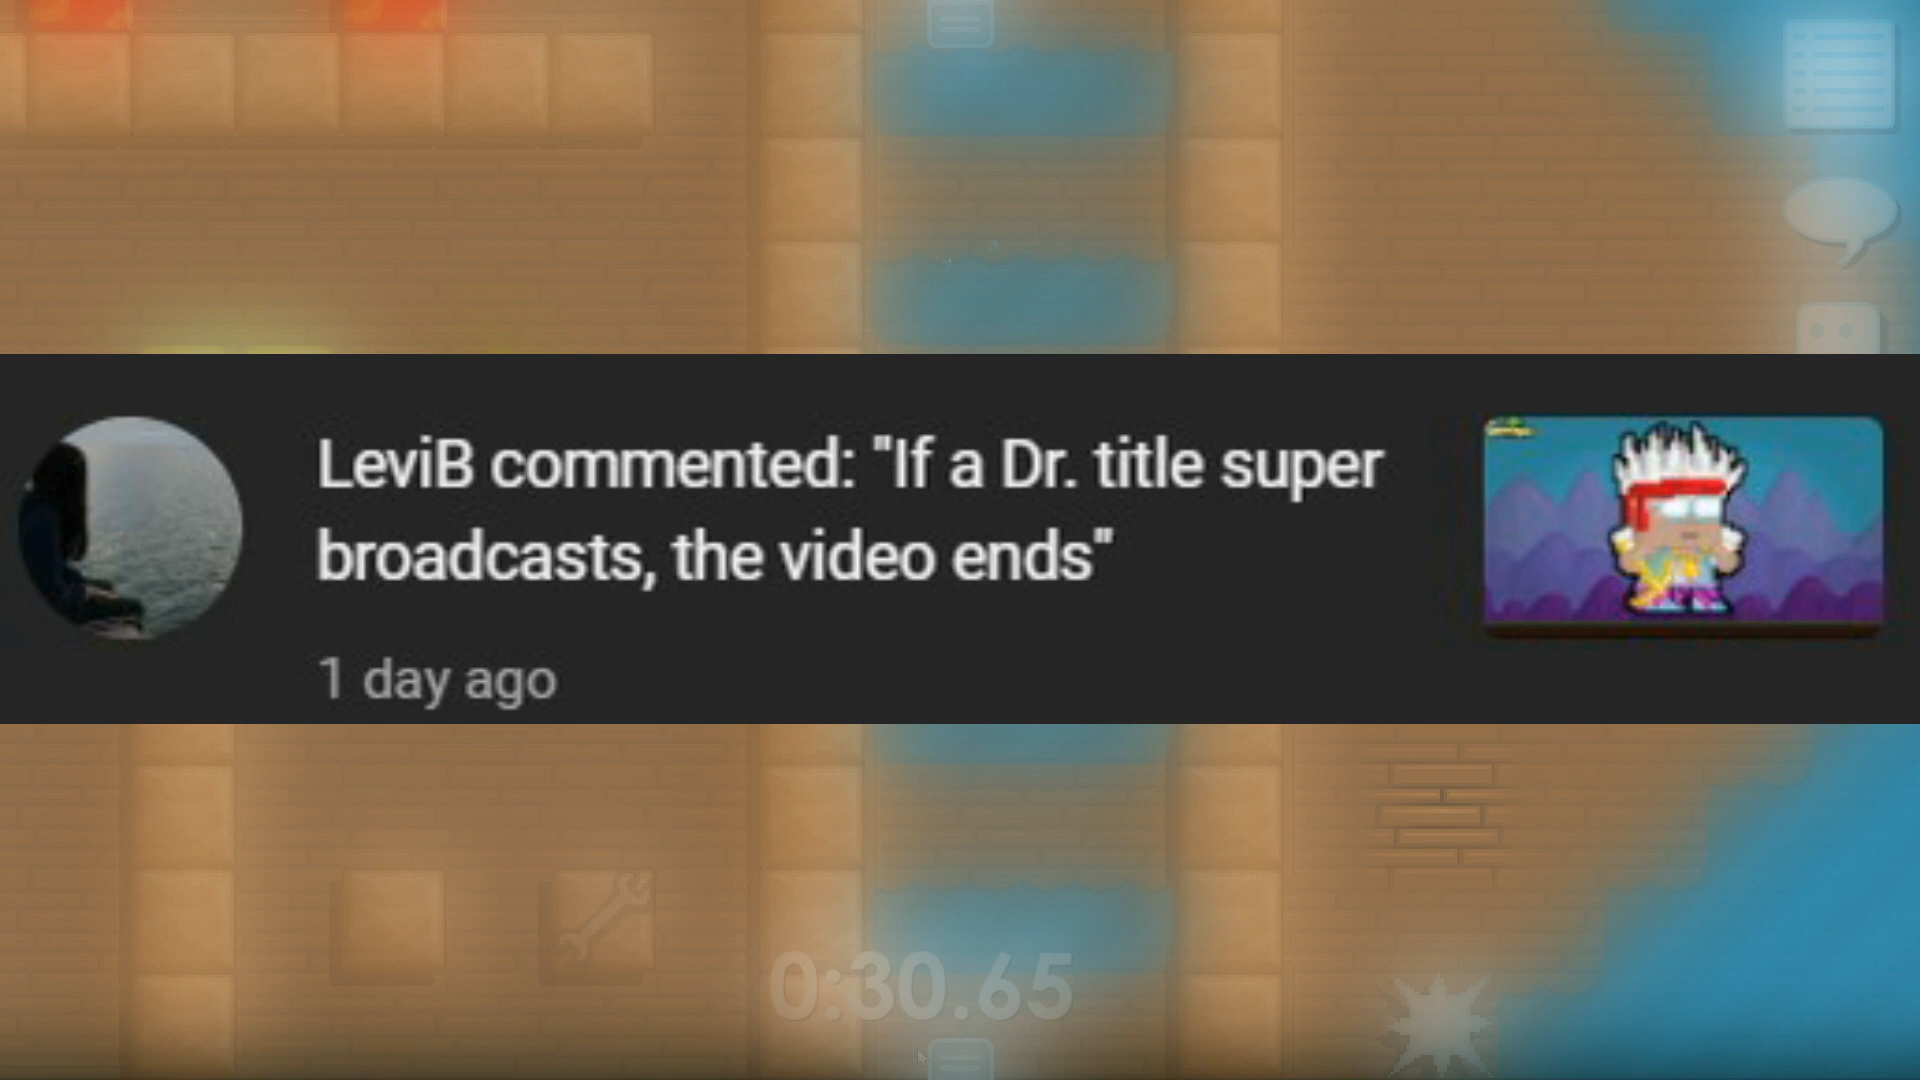 LeviB commented: "If a Dr. title super
broadcasts, the video ends"
1 day ago
0:30.65